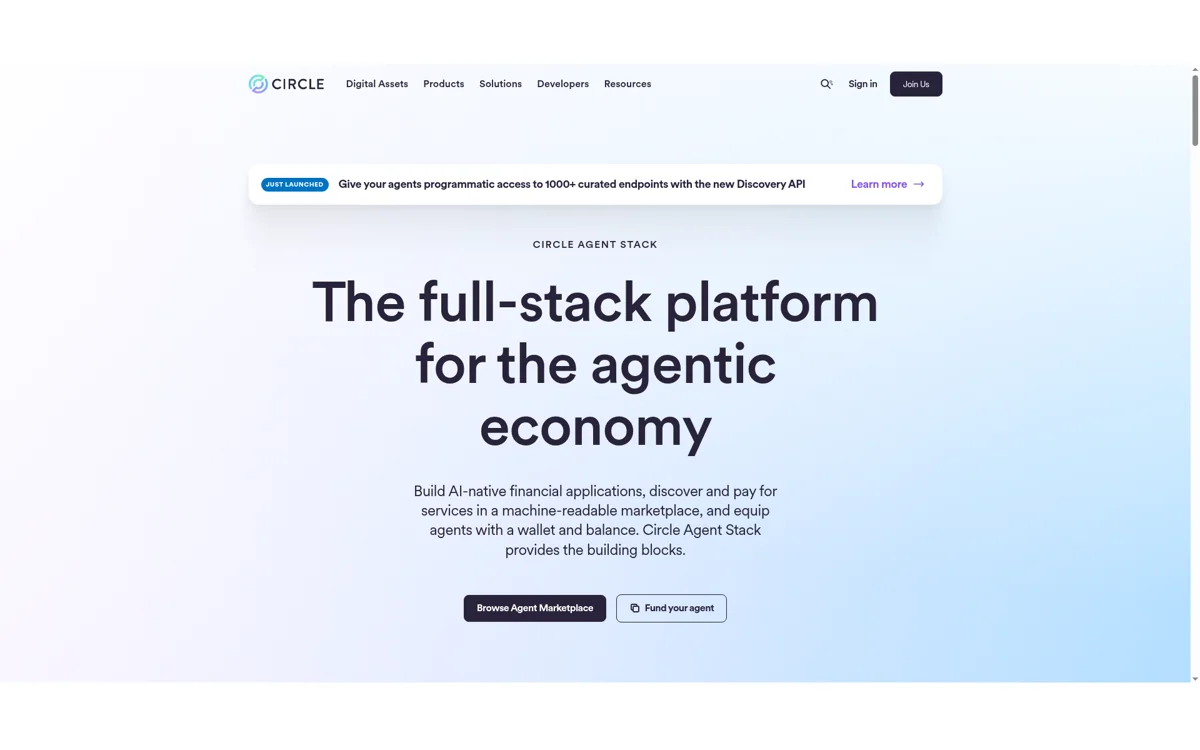 CIRCLE
Digital Assets
Products
Solutions
Developers
Resources
Sign in
Join Us
JUST LAUNCHED
Give your agents programmatic access to 1000+ curated endpoints with the new Discovery API
Learn more →
CIRCLE AGENT STACK
The full-stack platform
for the agentic
economy
Build AI-native financial applications, discover and pay for
services in a machine-readable marketplace, and equip
agents with a wallet and balance. Circle Agent Stack
provides the building blocks.
Browse Agent Marketplace
Fund your agent